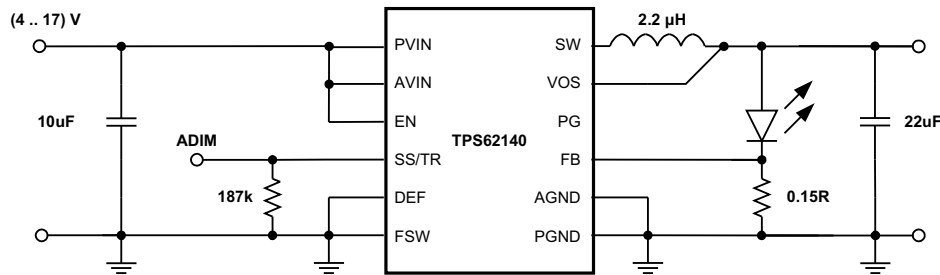 (4 .. 17) V
2.2 µH
PVIN
SW
AVIN
VOS
10uF
EN
PG
22uF
TPS62140
ADIM
SS/TR
FB
187k
DEF
AGND
0.15R
FSW
PGND